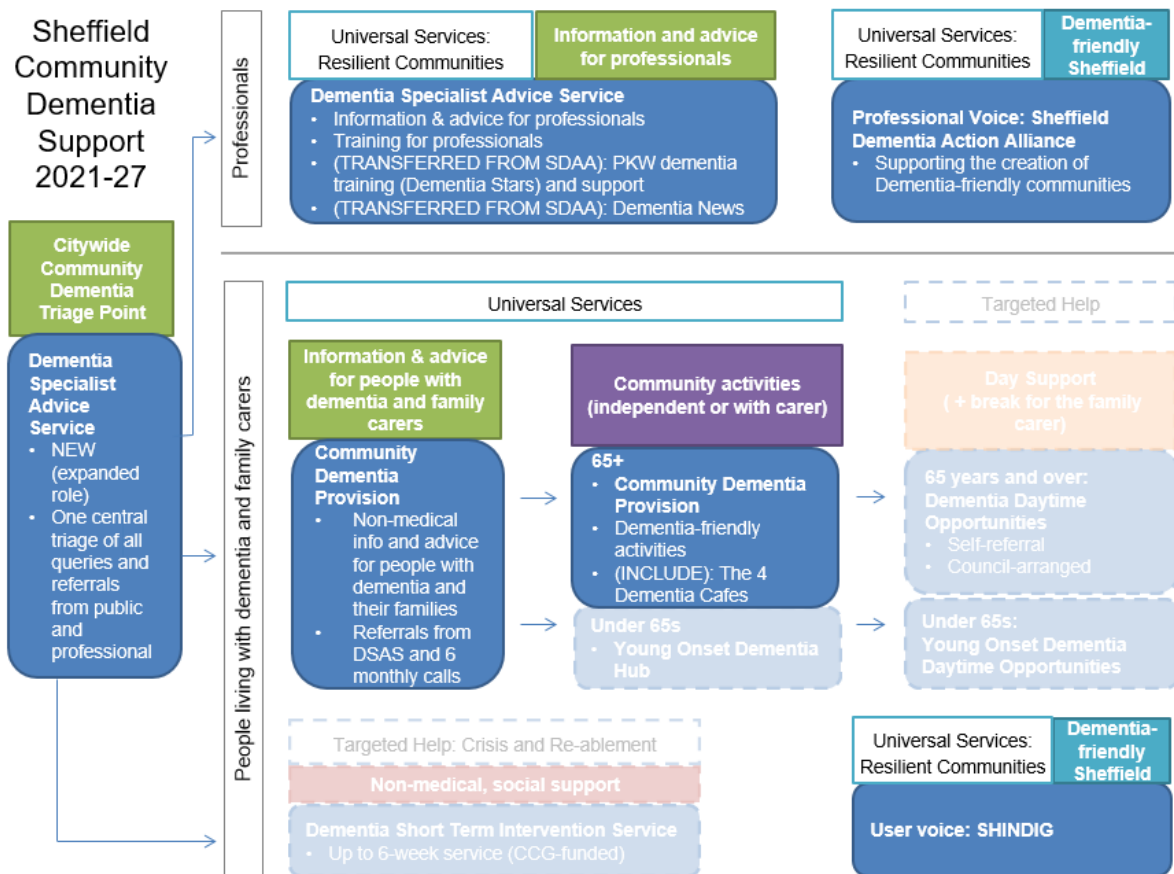 Sheffield
Community
Dementia
Support
2021-27
Citywide
Community
Dementia
Triage Point
Dementia
Specialist
Advice
Service
• NEW
(expanded
role)
• One central
triage of all
queries and
referrals
from public
and
professional
Professionals
Universal Services:
Resilient Communities
Information and advice
for professionals
Dementia Specialist Advice Service
• Information & advice for professionals
• Training for professionals
• (TRANSFERRED FROM SDAA): PKW dementia
training (Dementia Stars) and support
• (TRANSFERRED FROM SDAA): Dementia News
Universal Services:
Resilient Communities
Dementia-
friendly
Sheffield
Professional Voice: Sheffield
Dementia Action Alliance
• Supporting the creation of
Dementia-friendly communities
People living with dementia and family carers
Universal Services
Information & advice
for people with
dementia and family
carers
Community
Dementia
Provision
• Non-medical
info and advice
for people with
dementia and
their families
• Referrals from
DSAS and 6
monthly calls
Community activities
(independent or with carer)
65+
• Community Dementia
Provision
• Dementia-friendly
activities
• (INCLUDE): The 4
Dementia Cafes
Under 65s
• Young Onset Dementia
Hub
Targeted Help
Day Support
( + break for the family
carer)
65 years and over:
Dementia Daytime
Opportunities
• Self-referral
• Council-arranged
Under 65s:
Young Onset Dementia
Daytime Opportunities
Targeted Help: Crisis and Re-ablement
Non-medical, social support
Dementia Short Term Intervention Service
• Up to 6-week service (CCG-funded)
Universal Services:
Resilient Communities
Dementia-
friendly
Sheffield
User voice: SHINDIG